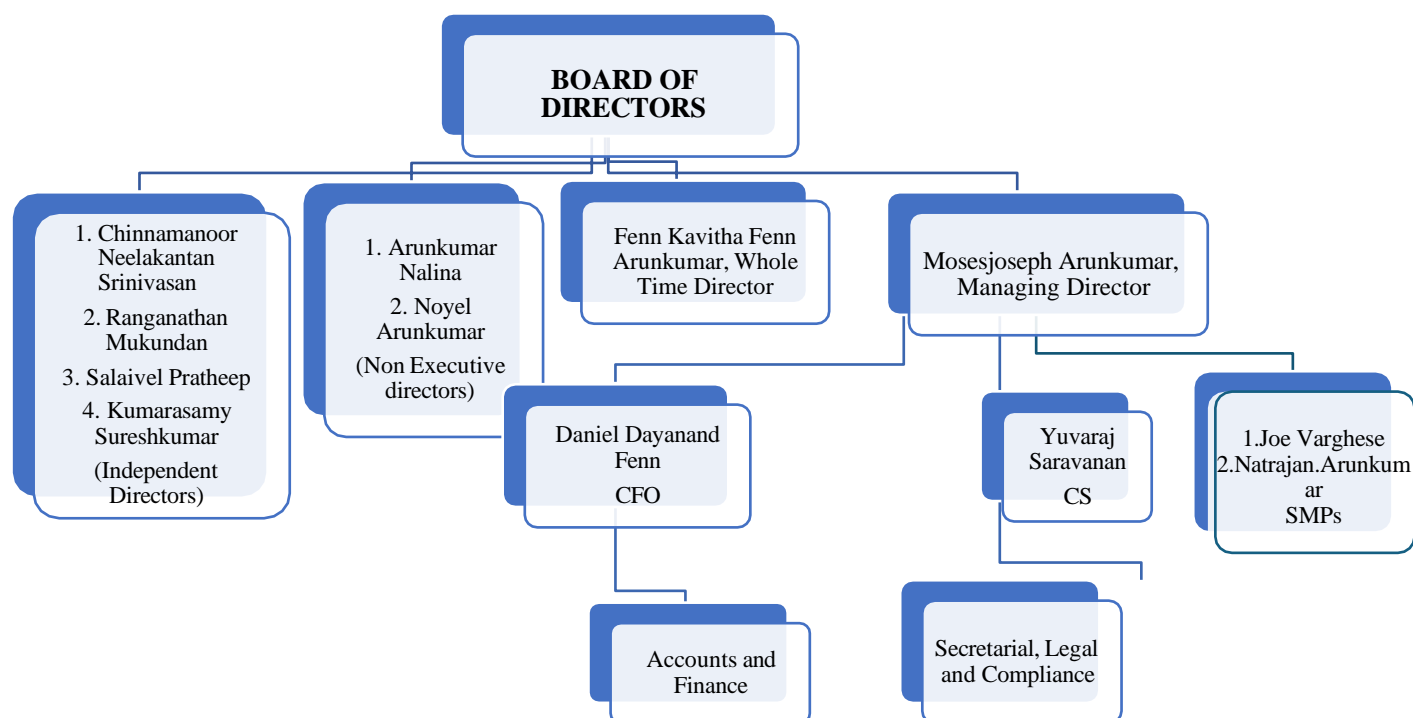 BOARD OF
DIRECTORS
1. Chinnamanoor
Neelakantan
Srinivasan
2. Ranganathan
Mukundan
3. Salaivel Pratheep
4. Kumarasamy
Sureshkumar
(Independent
Directors)
1. Arunkumar
Nalina
2. Noyel
Arunkumar
(Non Executive
directors)
Fenn Kavitha Fenn
Arunkumar, Whole
Time Director
Mosesjoseph Arunkumar,
Managing Director
Daniel Dayanand
Fenn
CFO
Yuvaraj
Saravanan
CS
1.Joe Varghese
2.Natrajan.Arunkum
ar
SMPs
Accounts and
Finance
Secretarial, Legal
and Compliance